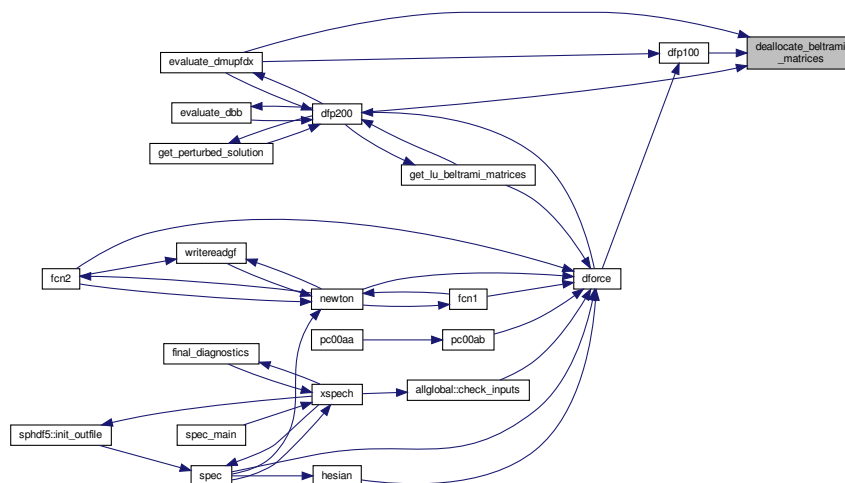 deallocate_beltrami
_matrices
dfp100
evaluate_dmupfdx
evaluate_dbb
dfp200
get_perturbed_solution
get_lu_beltrami_matrices
writereadgf
fcn2
dforce
newton
fcn1
pc00aa
pc00ab
final_diagnostics
xspech
allglobal::check_inputs
sphdf5::init_outfile
spec_main
spec
hesian